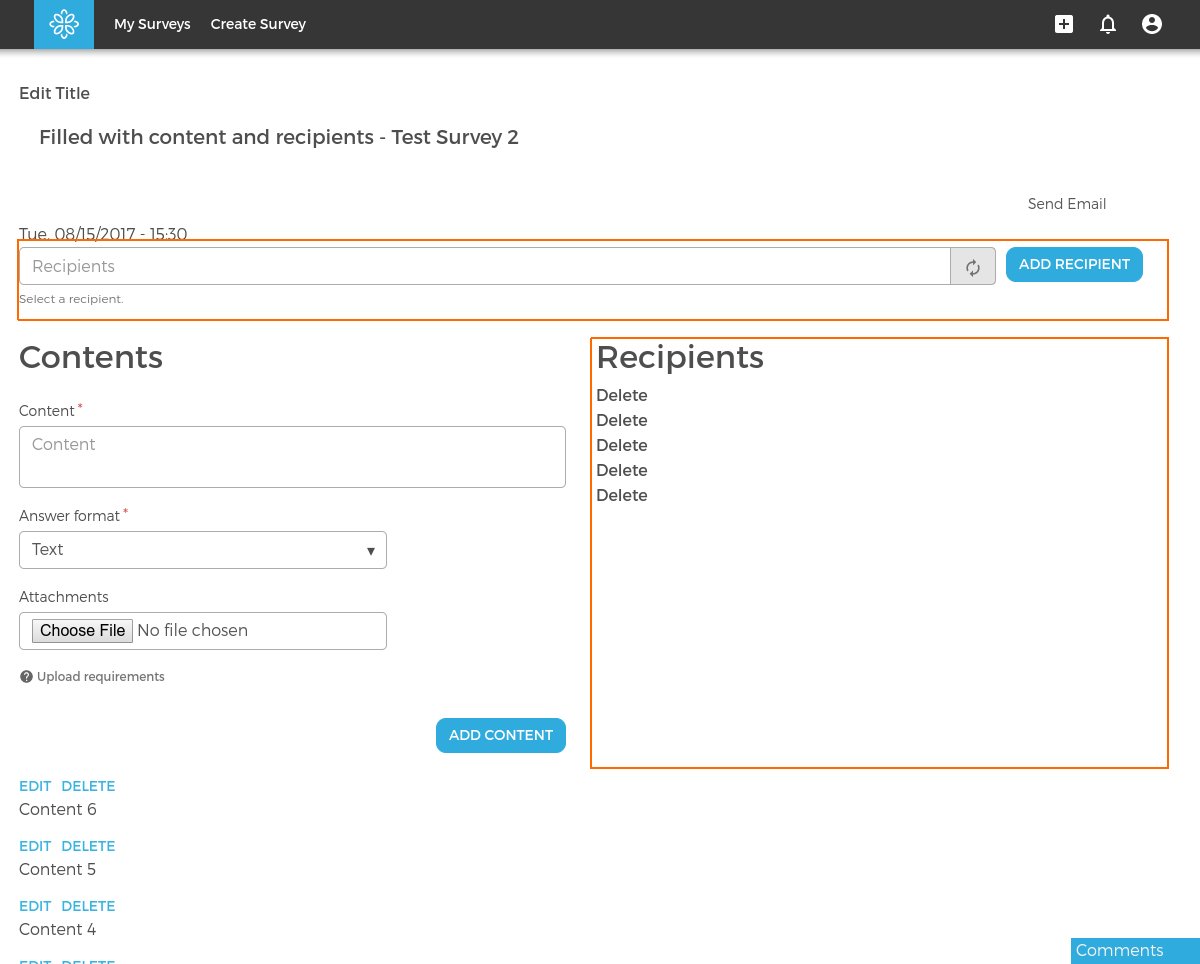 My Surveys Create Survey
Edit Title
Filled with content and recipients - Test Survey 2
Send Email
Tue, 08/15/2017 - 15:30
Recipients ADD RECIPIENT
Select a recipient.
Contents
Content *
Content
Answer format *
Text
Attachments
Choose File No file chosen
Upload requirements
ADD CONTENT
Recipients
Delete
Delete
Delete
Delete
Delete
EDIT DELETE
Content 6
EDIT DELETE
Content 5
EDIT DELETE
Content 4
EDIT DELETE
Comments